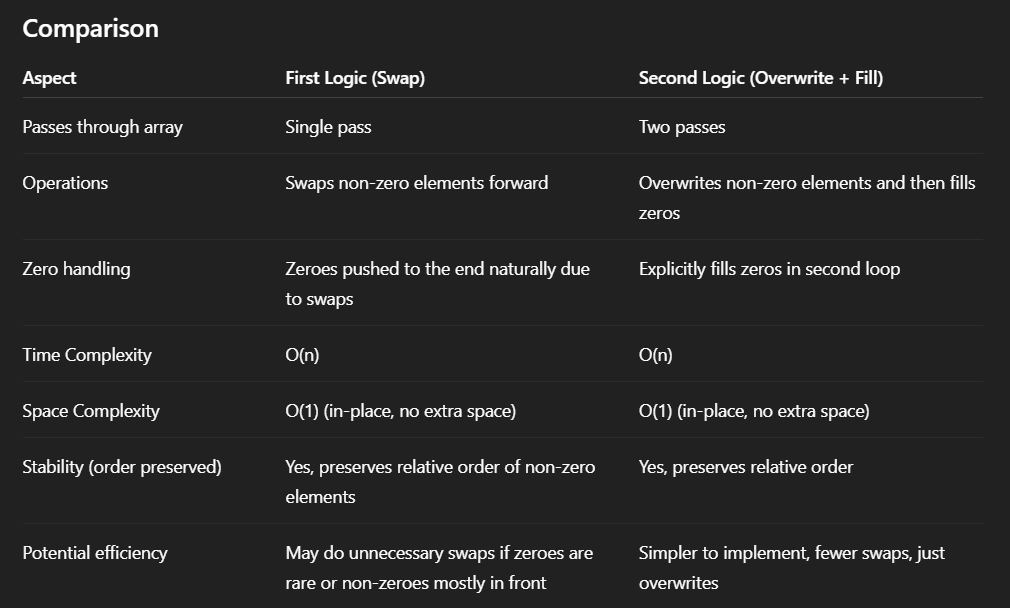 Comparison
Aspect First Logic (Swap) Second Logic (Overwrite + Fill)
Passes through array Single pass Two passes
Operations Swaps non-zero elements forward Overwrites non-zero elements and then fills
zeros
Zero handling Zeroes pushed to the end naturally due Explicitly fills zeros in second loop
to swaps
Time Complexity O(n) O(n)
Space Complexity O(1) (in-place, no extra space) O(1) (in-place, no extra space)
Stability (order preserved) Yes, preserves relative order of non-zero Yes, preserves relative order
elements
Potential efficiency May do unnecessary swaps if zeroes are Simpler to implement, fewer swaps, just
rare or non-zeroes mostly in front overwrites